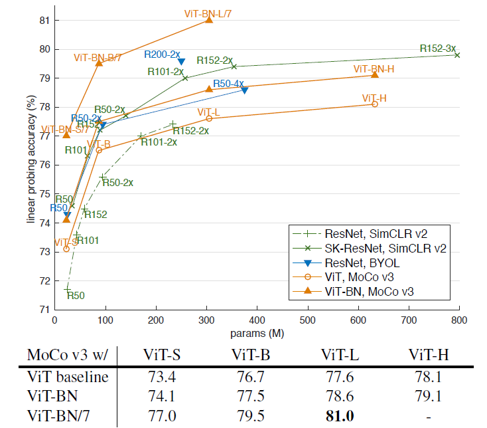 ViT-BN-L/7
81
80
ViT-BN-B/7
R200-2x
R152-2x
R152-3x
R101-2x
79
ViT-BN-H
R50-4x
78
ViT-H
R50-2x
ViT-L
R50-2x
R152
R152-2x
77
ViT-BN-S/7
ViT-B
R101-2x
R101
76
R50-2x
75
R50
R50
R152
74
ViT-S
R101
73
72
R50
71
linear probing accuracy (%)
ResNet, SimCLR v2
SK-ResNet, SimCLR v2
ResNet, BYOL
ViT, MoCo v3
ViT-BN, MoCo v3
0 100 200 300 400 500 600 700 800
params (M)
MoCo v3 w/ ViT-S ViT-B ViT-L ViT-H
ViT baseline 73.4 76.7 77.6 78.1
ViT-BN 74.1 77.5 78.6 79.1
ViT-BN/7 77.0 79.5 81.0 -